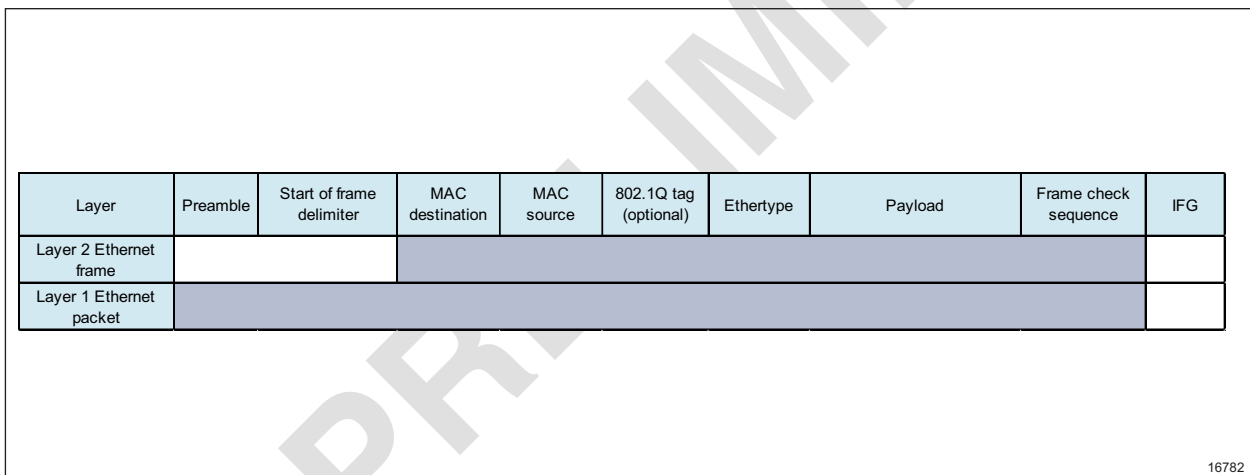 Layer
Preamble
Start of frame
delimiter
MAC
destination
MAC
source
802.1Q tag
(optional)
Ethertype
Payload
Frame check
sequence
IFG
Layer 2 Ethernet
frame
Layer 1 Ethernet
packet
16782